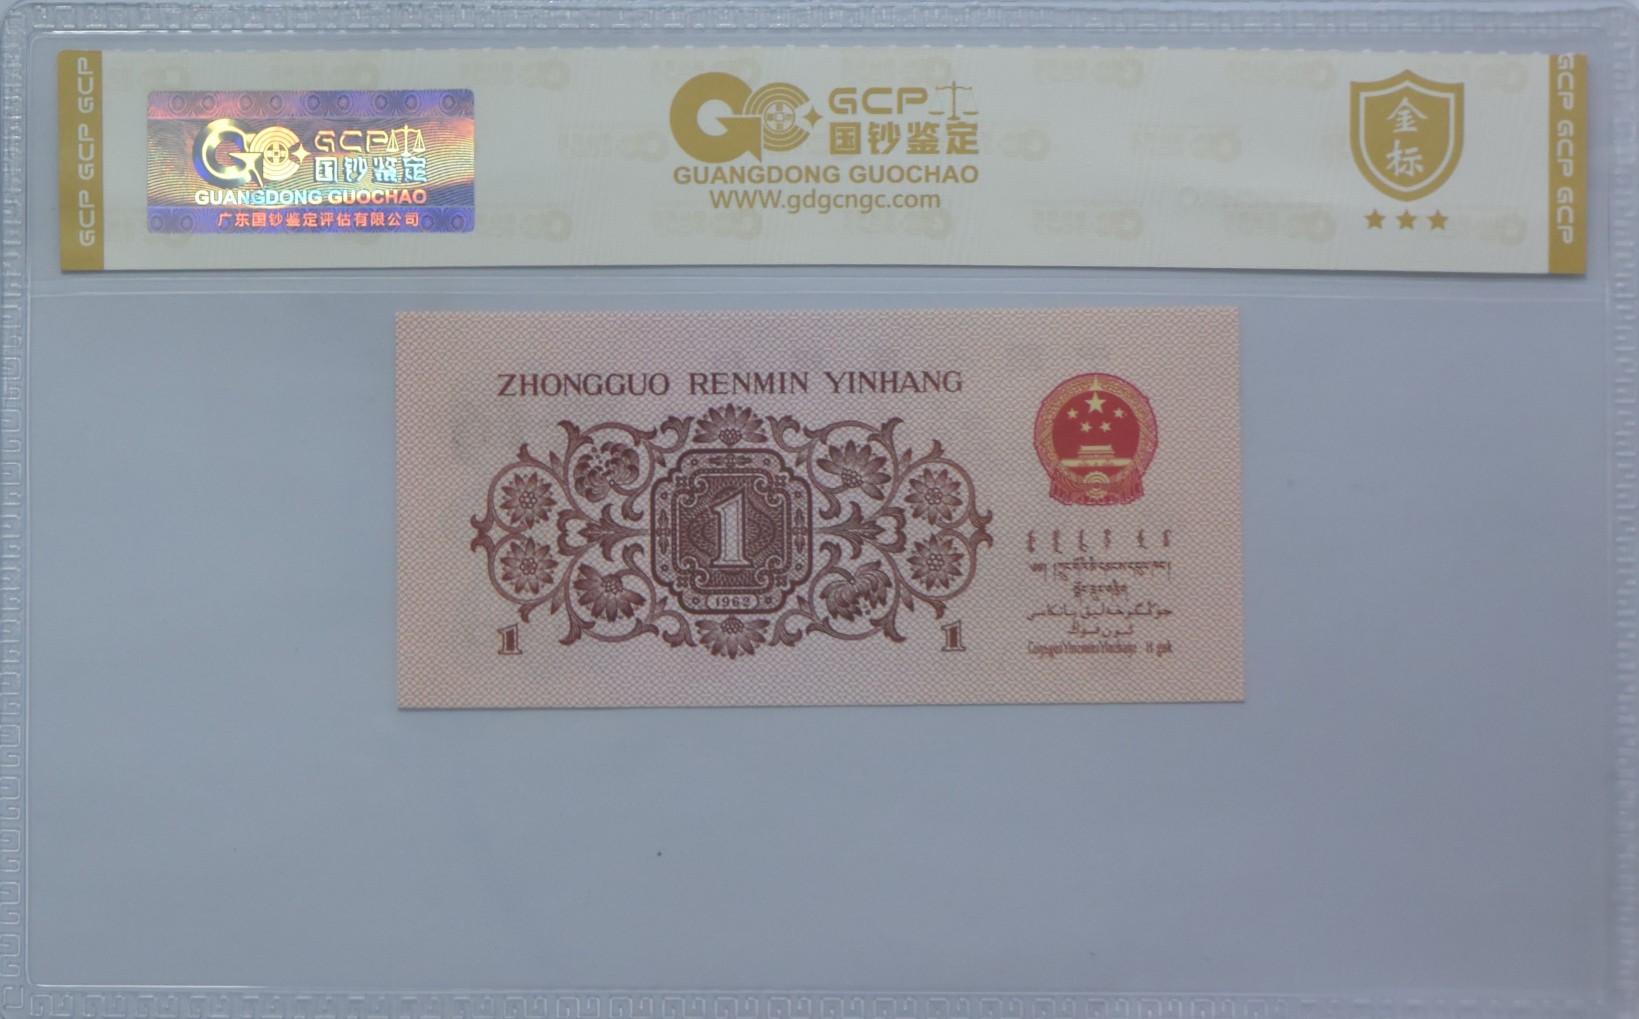 GCP GCP GCP
GCP
国钞鉴定
GUANGDONG GUOCHAO
广东国钞鉴定评估有限公司
GCP
国钞鉴定
GUANGDONG GUOCHAO
www.gdgcngc.com
金
标
GCP GCP GCP
ZHONGGUO RENMIN YINHANG
1
1962
1
1